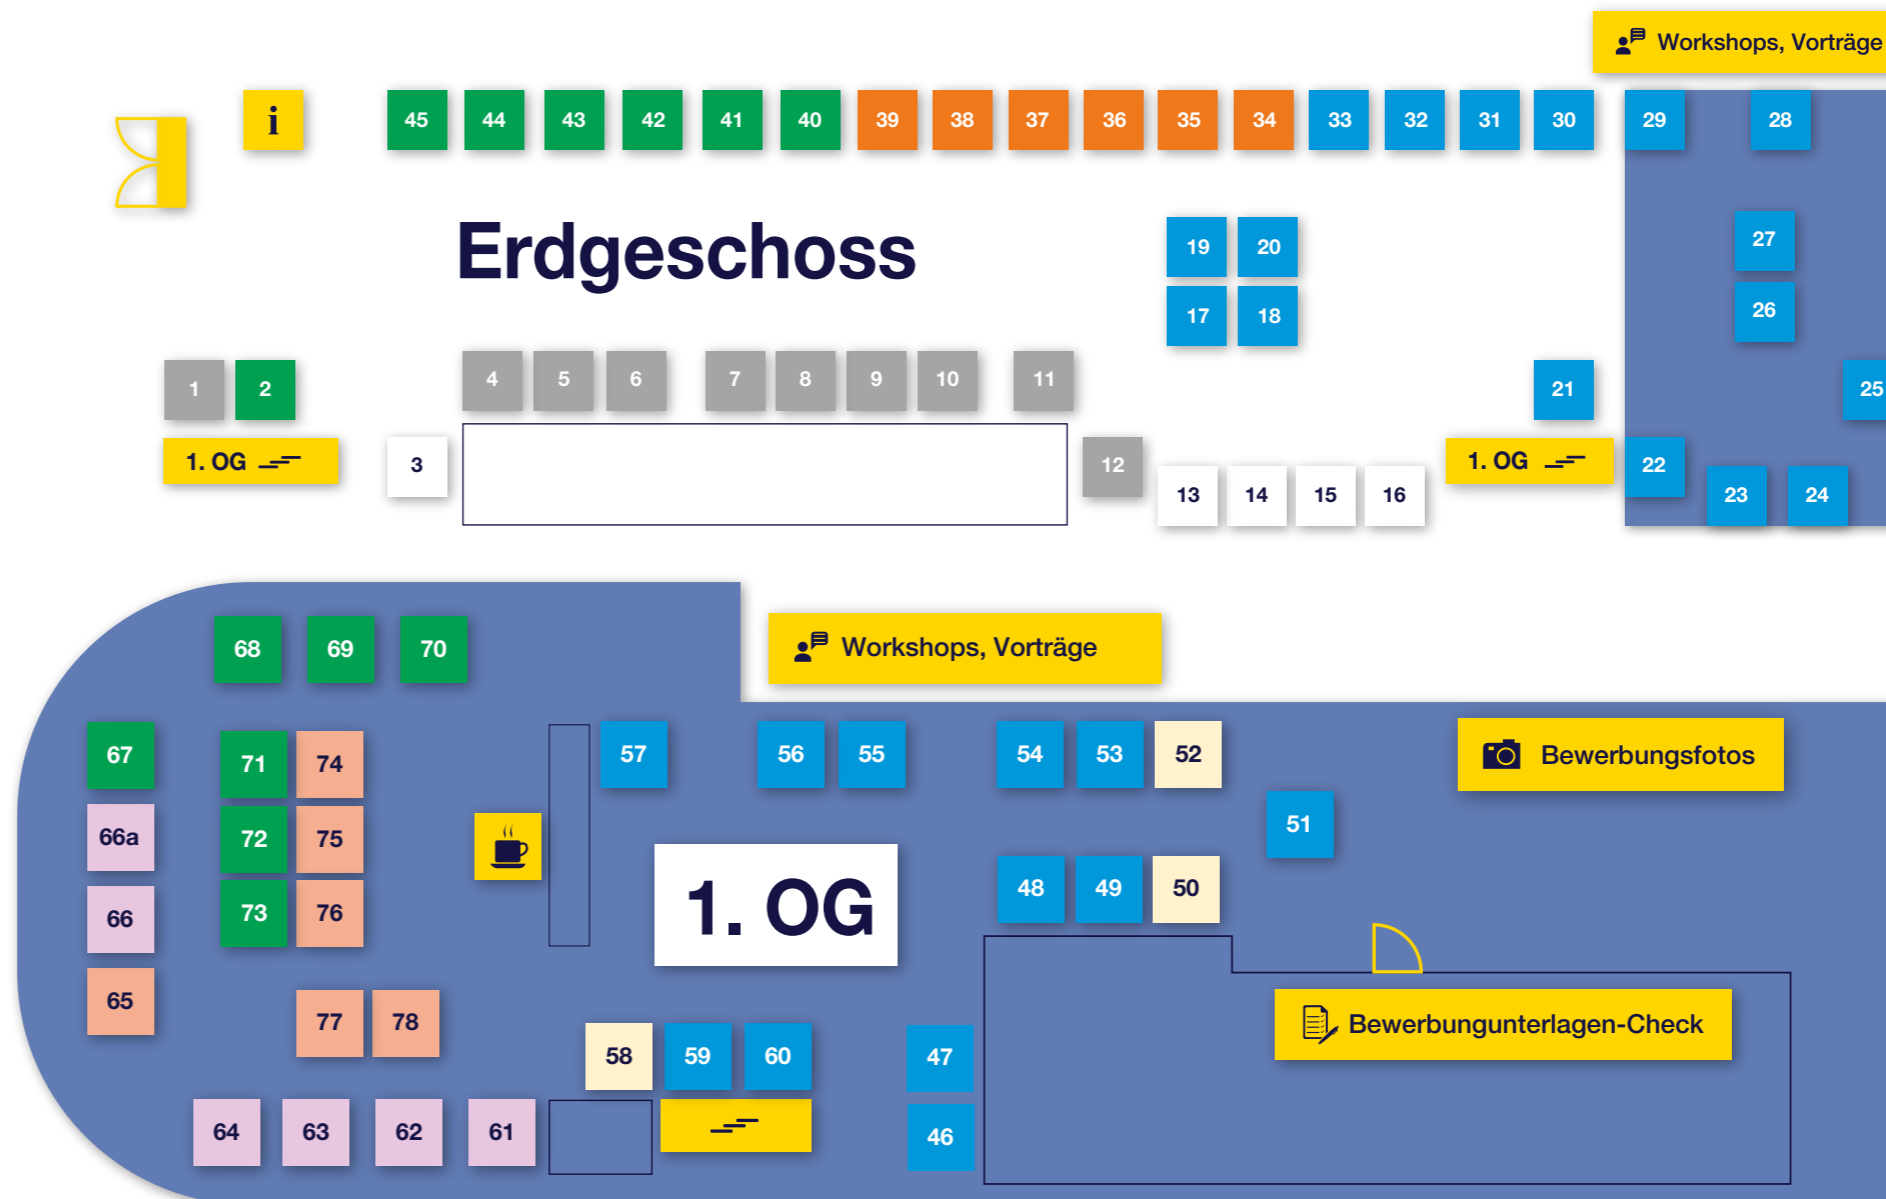 Workshops, Vorträge
i
45 44 43 42 41 40 39 38 37 36 35 34 33 32 31 30 29 28
Erdgeschoss
19 20
27
17 18
26
1 2
4 5 6 7 8 9 10 11
21
25
1. OG
3
12
13 14 15 16
1. OG
22
23 24
68 69 70
Workshops, Vorträge
67
71 74
57
56 55
54 53 52
Bewerbungsfotos
66a
72 75
51
66
73 76
1. OG
48 49 50
65
77 78
Bewerbungunterlagen-Check
58 59 60
47
64 63 62 61
46